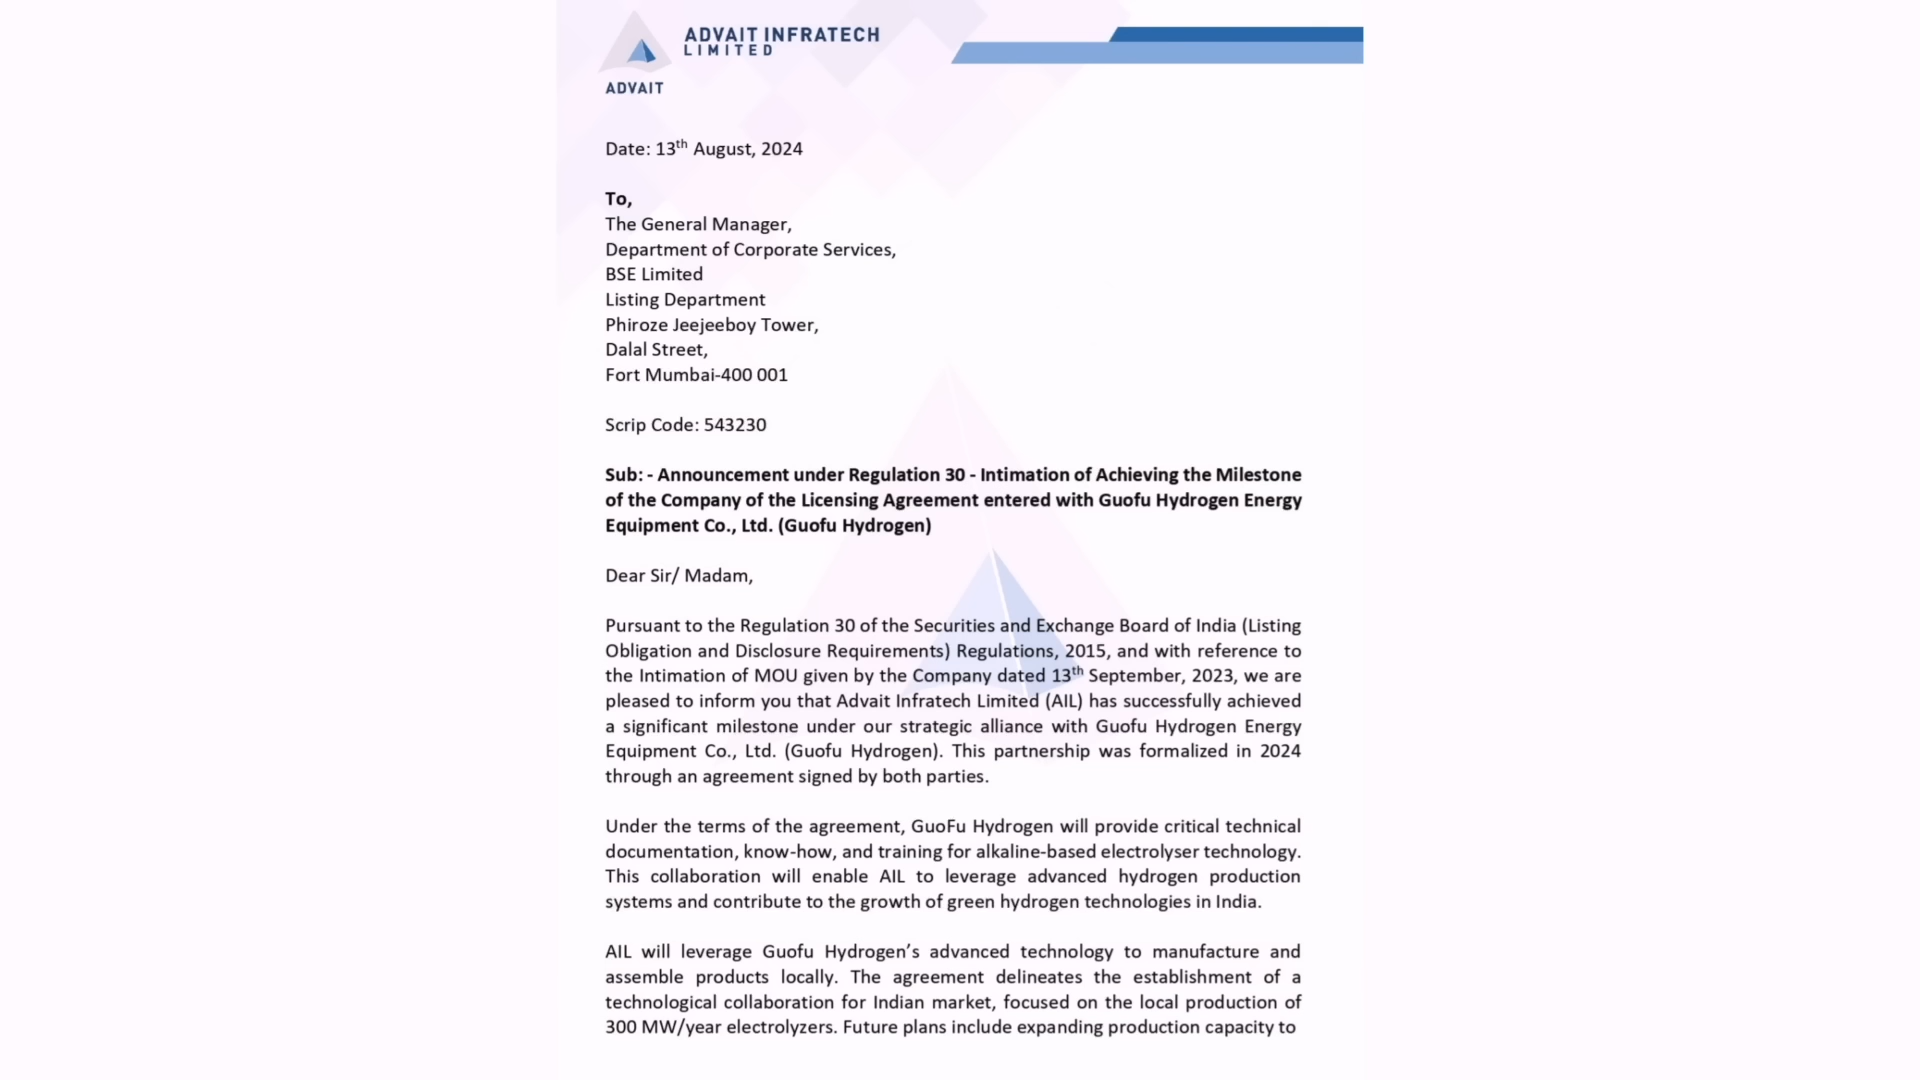 ADVAIT INFRATECH
LIMITED
ADVAIT
Date: 13th August, 2024
To,
The General Manager,
Department of Corporate Services,
BSE Limited
Listing Department
Phiroze Jeejeeboy Tower,
Dalal Street,
Fort Mumbai-400 001
Scrip Code: 543230
Sub: - Announcement under Regulation 30 - Intimation of Achieving the Milestone
of the Company of the Licensing Agreement entered with Guofu Hydrogen Energy
Equipment Co., Ltd. (Guofu Hydrogen)
Dear Sir/ Madam,
Pursuant to the Regulation 30 of the Securities and Exchange Board of India (Listing
Obligation and Disclosure Requirements) Regulations, 2015, and with reference to
the Intimation of MOU given by the Company dated 13th September, 2023, we are
pleased to inform you that Advait Infratech Limited (AIL) has successfully achieved
a significant milestone under our strategic alliance with Guofu Hydrogen Energy
Equipment Co., Ltd. (Guofu Hydrogen). This partnership was formalized in 2024
through an agreement signed by both parties.
Under the terms of the agreement, GuoFu Hydrogen will provide critical technical
documentation, know-how, and training for alkaline-based electrolyser technology.
This collaboration will enable AIL to leverage advanced hydrogen production
systems and contribute to the growth of green hydrogen technologies in India.
AIL will leverage Guofu Hydrogen’s advanced technology to manufacture and
assemble products locally. The agreement delineates the establishment of a
technological collaboration for Indian market, focused on the local production of
300 MW/year electrolyzers. Future plans include expanding production capacity to